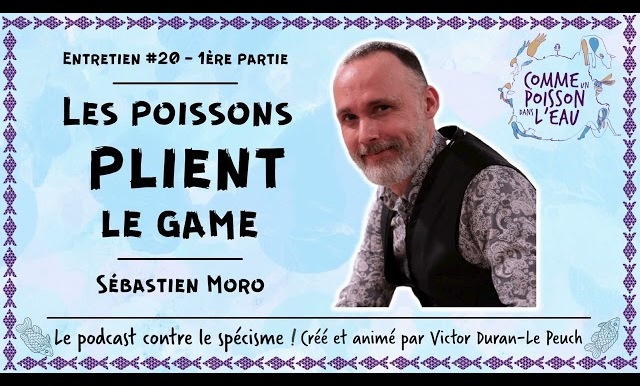 Entretien #20 – 1ère partie
Les poissons
PLIENT
le game
Sébastien Moro
COMME UN
POISSON
DANS L'EAU
Le podcast contre le spécisme ! Créé et animé par Victor Duran-Le Peuch